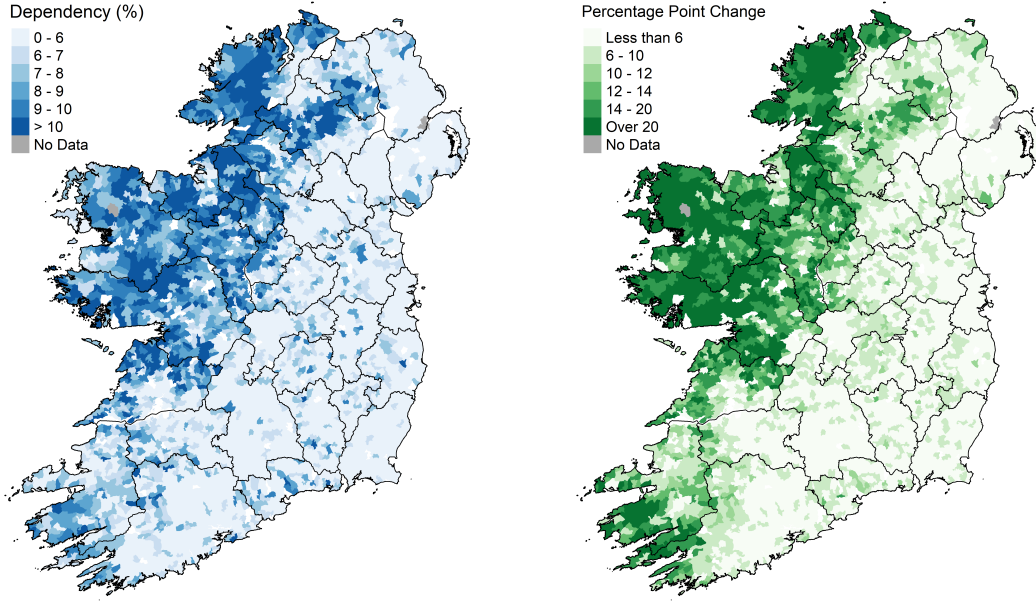 Dependency (%)
0 - 6
6 - 7
7 - 8
8 - 9
9 - 10
> 10
No Data
Percentage Point Change
Less than 6
6 - 10
10 - 12
12 - 14
14 - 20
Over 20
No Data